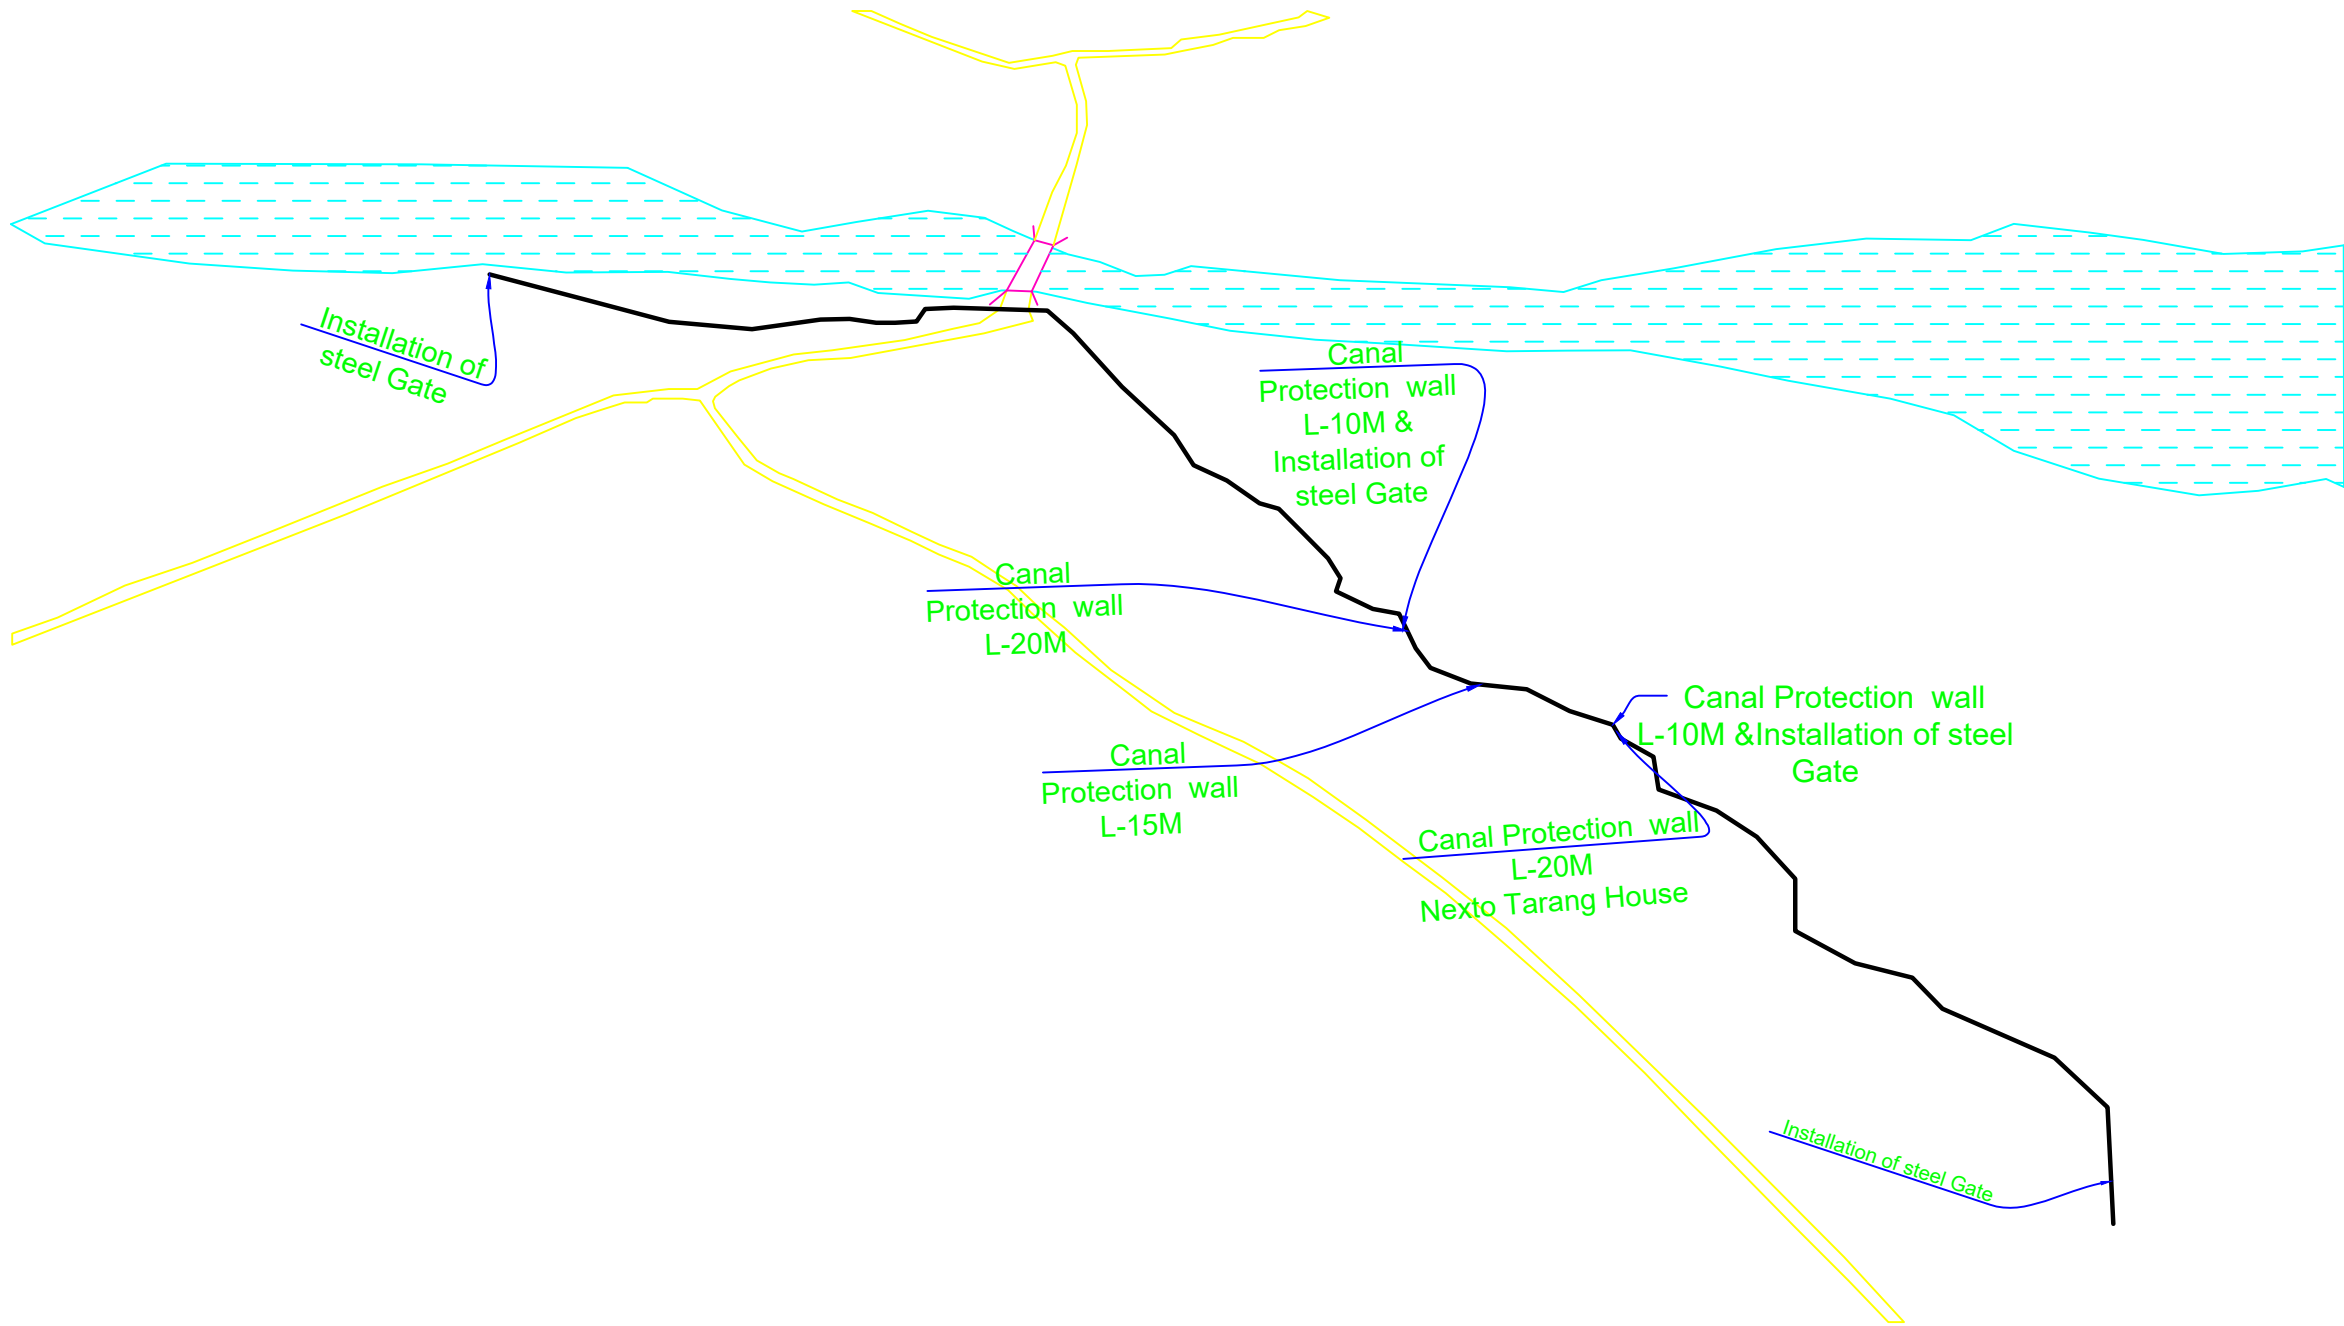 Installation of
steel Gate
Canal
Protection wall
L-10M &
Installation of
steel Gate
Canal
Protection wall
L-20M
Canal Protection wall
L-10M &Installation of steel
Gate
Canal
Protection wall
L-15M
Canal Protection wall
L-20M
Nexto Tarang House
Installation of steel Gate